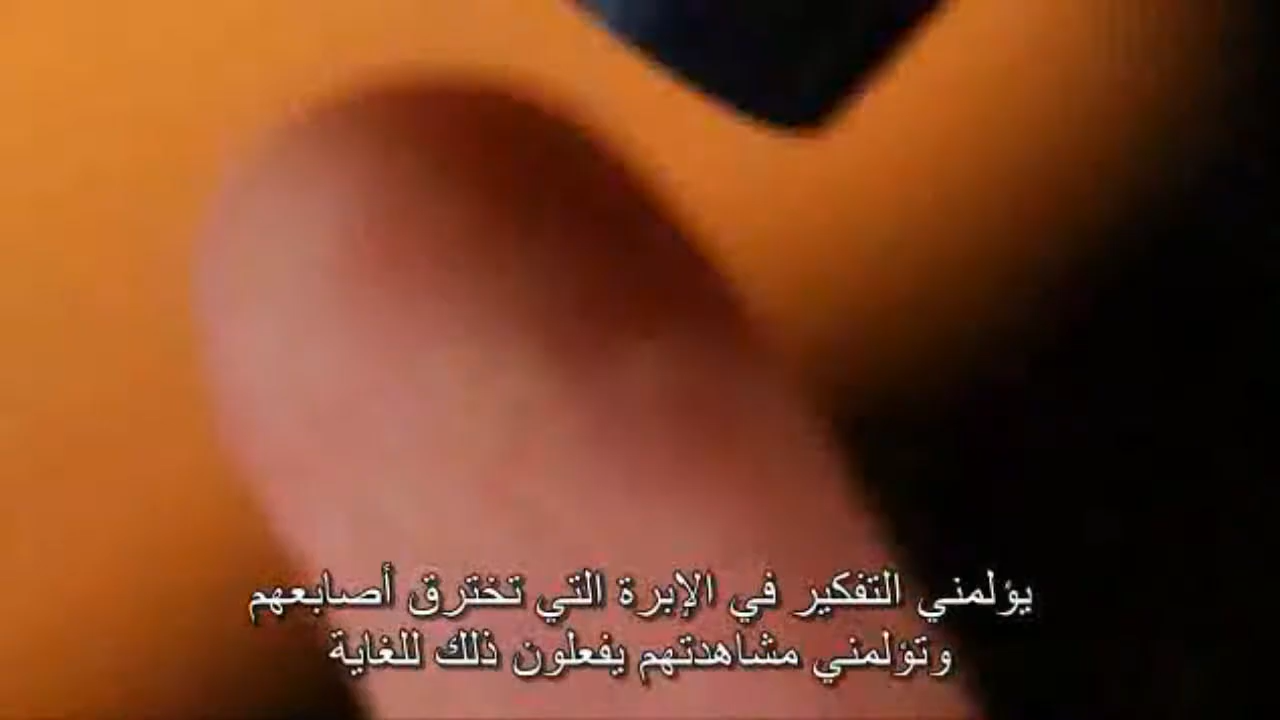 يؤلمني التفكير في الإبرة التي تخترق أصابعهم
وتؤلمني مشاهدتهم يفعلون ذلك للغاية